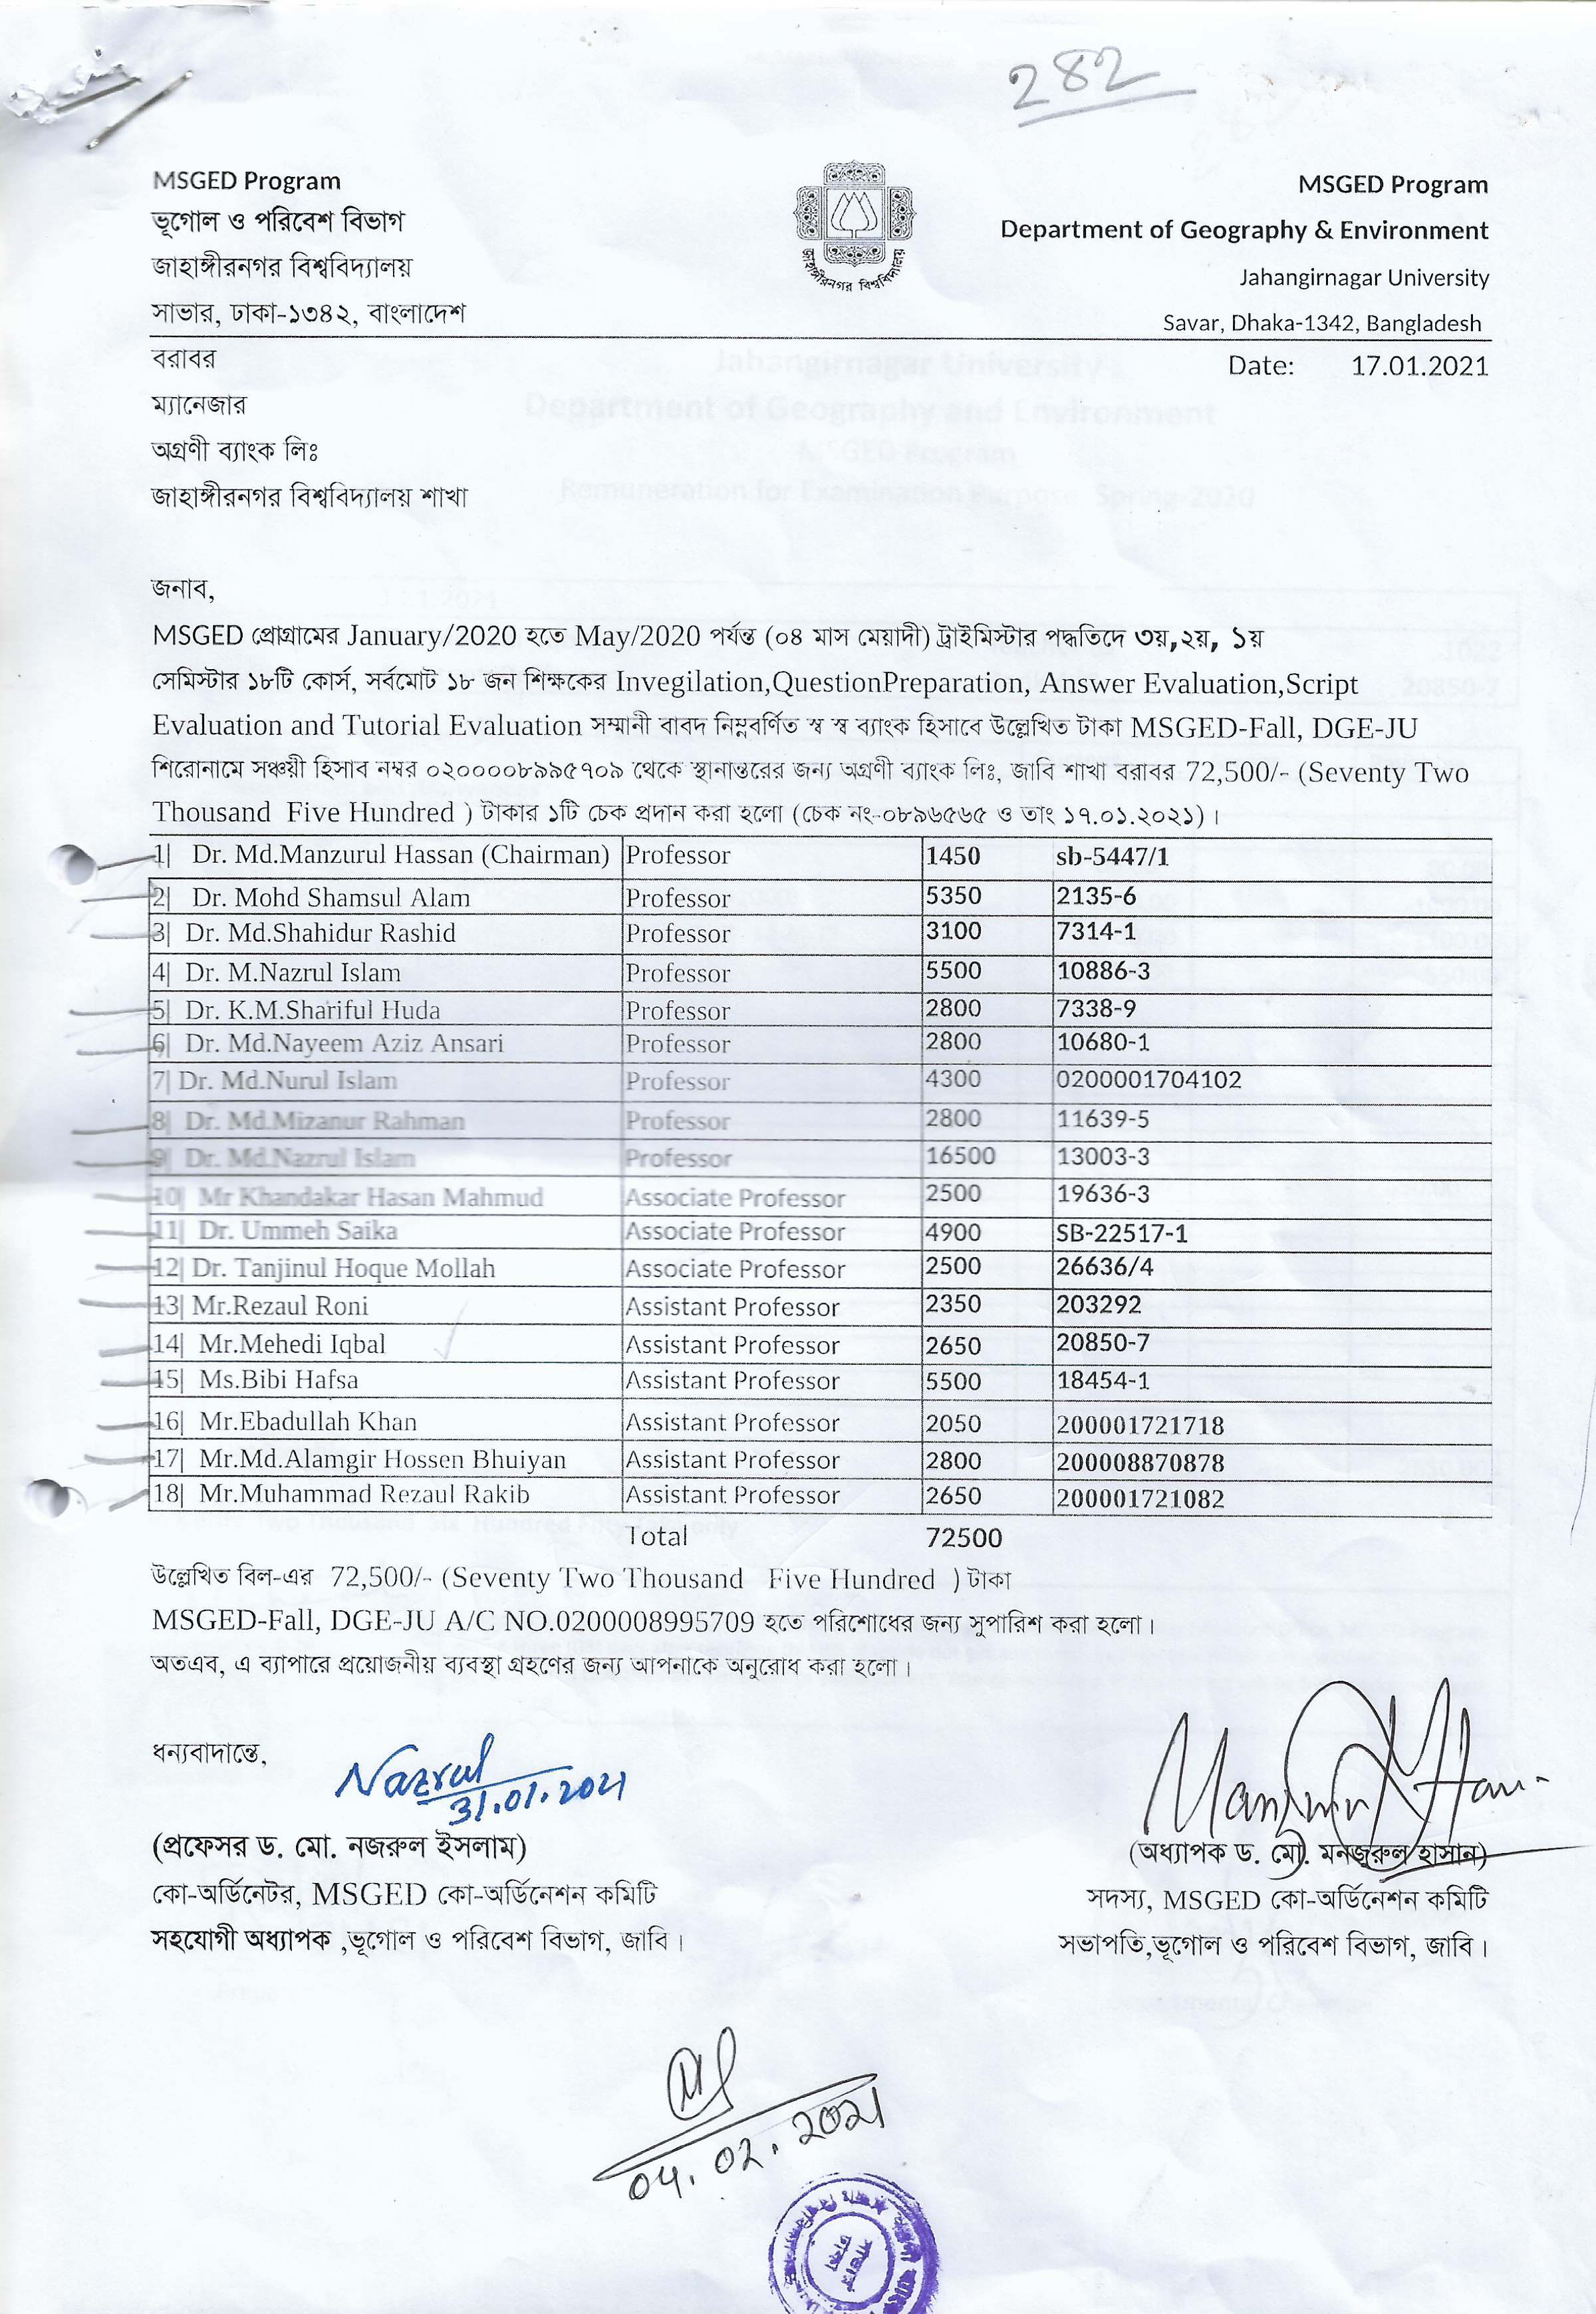 282
MSGED Program
ভূগোল ও পরিবেশ বিভাগ
জাহাঙ্গীরনগর বিশ্ববিদ্যালয়
সাভার, ঢাকা-১৩৪২, বাংলাদেশ
জাহাঙ্গীরনগর বিশ্ববিদ্যালয়
MSGED Program
Department of Geography & Environment
Jahangirnagar University
Savar, Dhaka-1342, Bangladesh
বরাবর
Date: 17.01.2021
ম্যানেজার
অগ্রণী ব্যাংক লিঃ
জাহাঙ্গীরনগর বিশ্ববিদ্যালয় শাখা
জনাব,
MSGED প্রোগ্রামের January/2020 হতে May/2020 পর্যন্ত (০৪ মাস মেয়াদী) ট্রাইমিস্টার পদ্ধতিদে ৩য়,২য়, ১য়
সেমিস্টার ১৮টি কোর্স, সর্বমোট ১৮ জন শিক্ষকের Invegilation,QuestionPreparation, Answer Evaluation,Script
Evaluation and Tutorial Evaluation সম্মানী বাবদ নিম্নবর্ণিত স্ব স্ব ব্যাংক হিসাবে উল্লেখিত টাকা MSGED-Fall, DGE-JU
শিরোনামে সঞ্চয়ী হিসাব নম্বর ০২০০০০৮৯৯৫৭০৯ থেকে স্থানান্তরের জন্য অগ্রণী ব্যাংক লিঃ, জাবি শাখা বরাবর 72,500/- (Seventy Two
Thousand Five Hundred ) টাকার ১টি চেক প্রদান করা হলো (চেক নং-০৮৯৬৫৬৫ ও তাং ১৭.০১.২০২১)।
1| Dr. Md.Manzurul Hassan (Chairman) Professor 1450 sb-5447/1
2| Dr. Mohd Shamsul Alam Professor 5350 2135-6
3| Dr. Md.Shahidur Rashid Professor 3100 7314-1
4| Dr. M.Nazrul Islam Professor 5500 10886-3
5| Dr. K.M.Shariful Huda Professor 2800 7338-9
6| Dr. Md.Nayeem Aziz Ansari Professor 2800 10680-1
7| Dr. Md.Nurul Islam Professor 4300 0200001704102
8| Dr. Md.Mizanur Rahman Professor 2800 11639-5
9| Dr. Md.Nazrul Islam Professor 16500 13003-3
10| Mr Khandakar Hasan Mahmud Associate Professor 2500 19636-3
11| Dr. Ummeh Saika Associate Professor 4900 SB-22517-1
12| Dr. Tanjinul Hoque Mollah Associate Professor 2500 26636/4
13| Mr.Rezaul Roni Assistant Professor 2350 203292
14| Mr.Mehedi Iqbal Assistant Professor 2650 20850-7
15| Ms.Bibi Hafsa Assistant Professor 5500 18454-1
16| Mr.Ebadullah Khan Assistant Professor 2050 200001721718
17| Mr.Md.Alamgir Hossen Bhuiyan Assistant Professor 2800 200008870878
18| Mr.Muhammad Rezaul Rakib Assistant Professor 2650 200001721082
Total 72500
উল্লেখিত বিল-এর 72,500/- (Seventy Two Thousand Five Hundred ) টাকা
MSGED-Fall, DGE-JU A/C NO.0200008995709 হতে পরিশোধের জন্য সুপারিশ করা হলো।
অতএব, এ ব্যাপারে প্রয়োজনীয় ব্যবস্থা গ্রহণের জন্য আপনাকে অনুরোধ করা হলো।
ধন্যবাদান্তে,
Nazrul
31.01.2021
(প্রফেসর ড. মো. নজরুল ইসলাম)
কো-অর্ডিনেটর, MSGED কো-অর্ডিনেশন কমিটি
সহযোগী অধ্যাপক ,ভূগোল ও পরিবেশ বিভাগ, জাবি।
(অধ্যাপক ড. মো. মনজুরুল হাসান)
সদস্য, MSGED কো-অর্ডিনেশন কমিটি
সভাপতি,ভূগোল ও পরিবেশ বিভাগ, জাবি।
04.02.2021